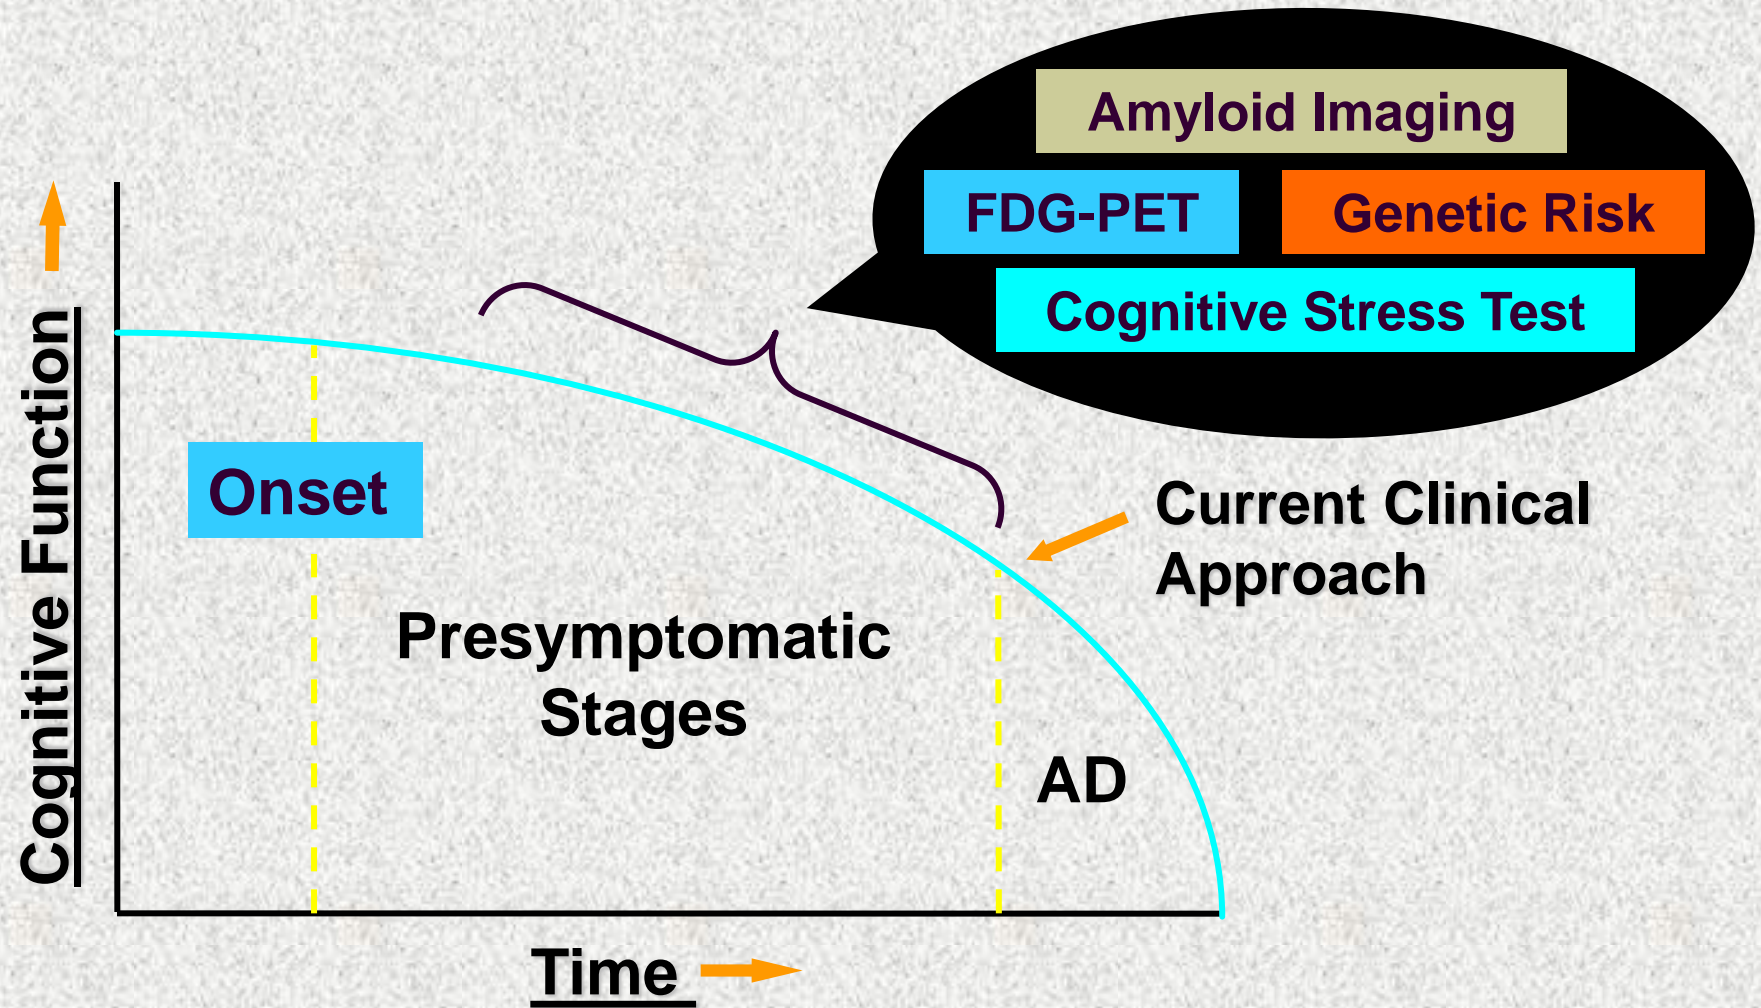 Amyloid Imaging
FDG-PET
Genetic Risk
Cognitive Stress Test
Cognitive Function
Onset
Current Clinical
Approach
Presymptomatic
Stages
AD
Time